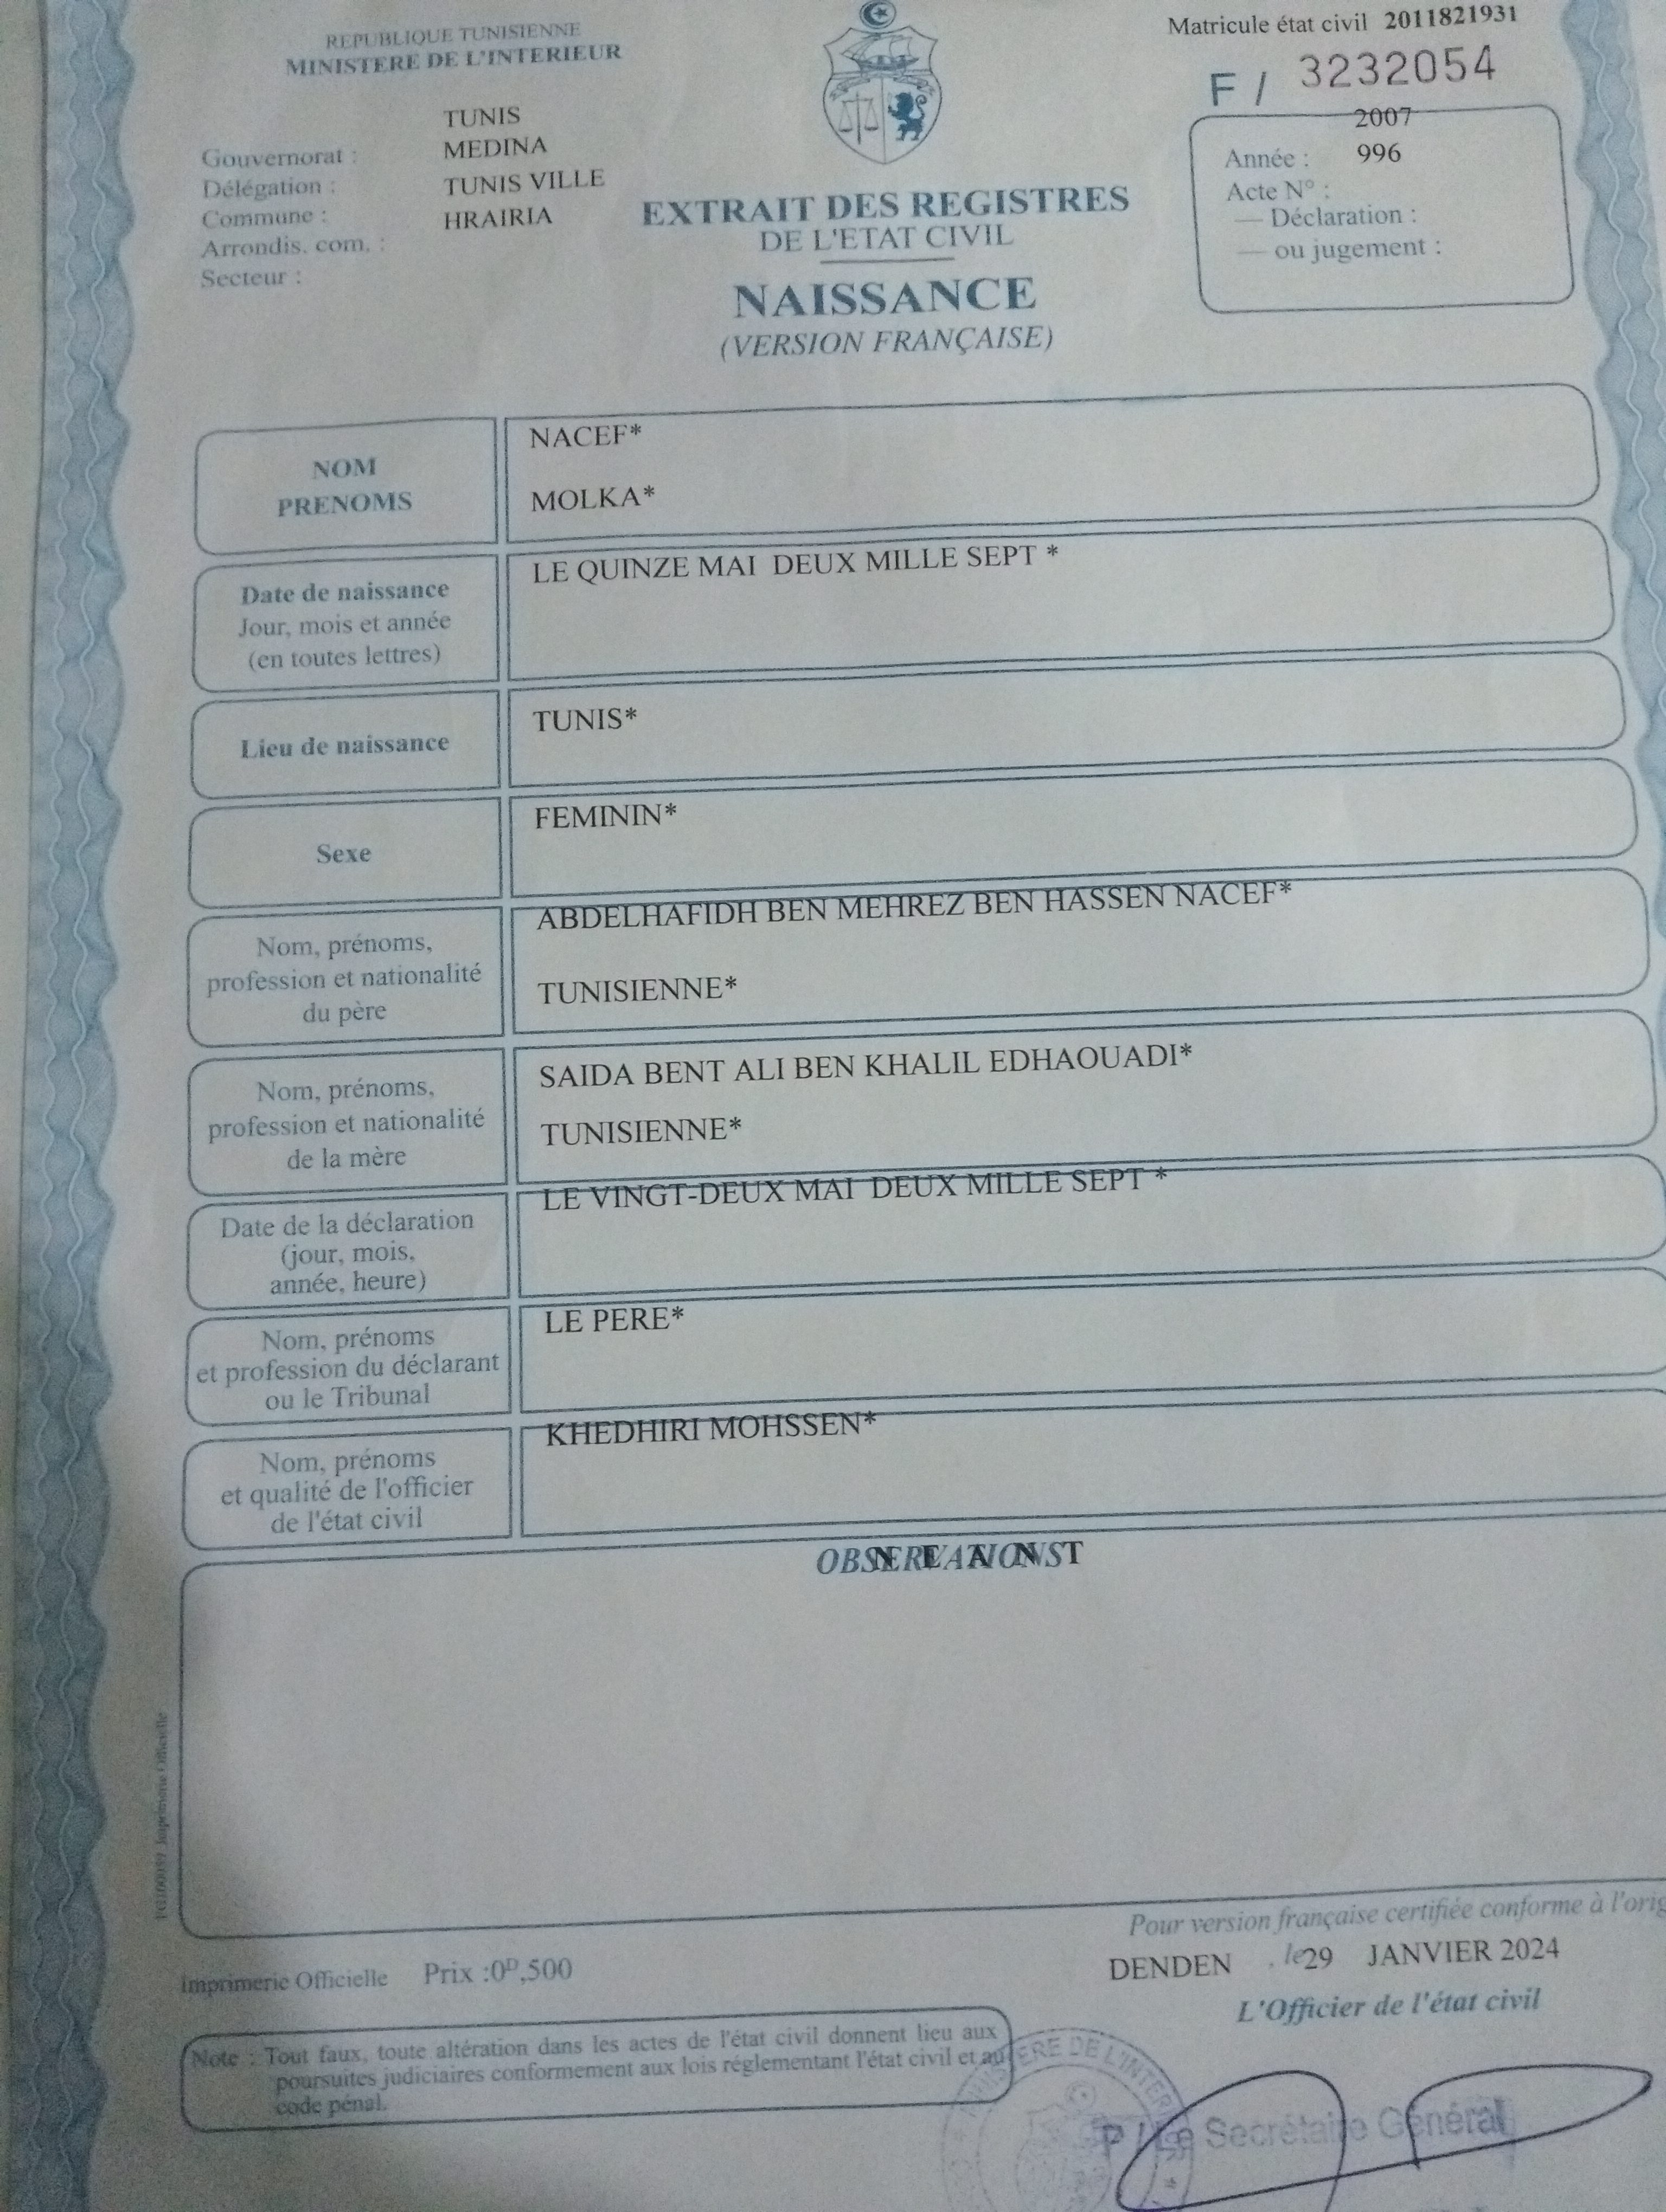 REPUBLIQUE TUNISIENNE
MINISTERE DE L'INTERIEUR
Matricule état civil 2011821931
F / 3232054
TUNIS
Gouvernorat : MEDINA
Délégation : TUNIS VILLE
Commune : HRAIRIA
Arrondis. com. :
Secteur :
2007
Année : 996
Acte N° :
— Déclaration :
— ou jugement :
EXTRAIT DES REGISTRES
DE L'ETAT CIVIL
NAISSANCE
(VERSION FRANÇAISE)
NOM
PRENOMS
NACEF*
MOLKA*
Date de naissance
Jour, mois et année
(en toutes lettres)
LE QUINZE MAI DEUX MILLE SEPT *
Lieu de naissance
TUNIS*
Sexe
FEMININ*
Nom, prénoms,
profession et nationalité
du père
ABDELHAFIDH BEN MEHREZ BEN HASSEN NACEF*
TUNISIENNE*
Nom, prénoms,
profession et nationalité
de la mère
SAIDA BENT ALI BEN KHALIL EDHAOUADI*
TUNISIENNE*
Date de la déclaration
(jour, mois,
année, heure)
LE VINGT-DEUX MAI DEUX MILLE SEPT *
Nom, prénoms
et profession du déclarant
ou le Tribunal
LE PERE*
Nom, prénoms
et qualité de l'officier
de l'état civil
KHEDHIRI MOHSSEN*
OBSERVATIONS
N E A N T
Imprimerie Officielle
Pour version française certifiée conforme à l'orig
DENDEN , le 29 JANVIER 2024
L'Officier de l'état civil
Imprimerie Officielle Prix :0ᴰ,500
Note : Tout faux, toute altération dans les actes de l'état civil donnent lieu aux
poursuites judiciaires conformement aux lois réglementant l'état civil et au
code pénal.
MINISTERE DE L'INTERIEUR
P / Le Secrétaire Général